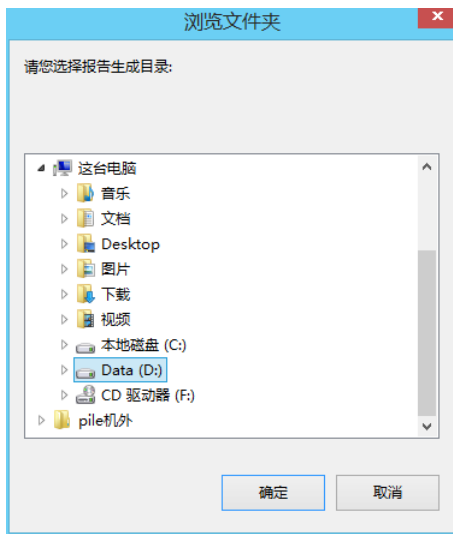 浏览文件夹
请您选择报告生成目录:
这台电脑
音乐
文档
Desktop
图片
下载
视频
本地磁盘 (C:)
Data (D:)
CD 驱动器 (F:)
pile机外
确定 取消